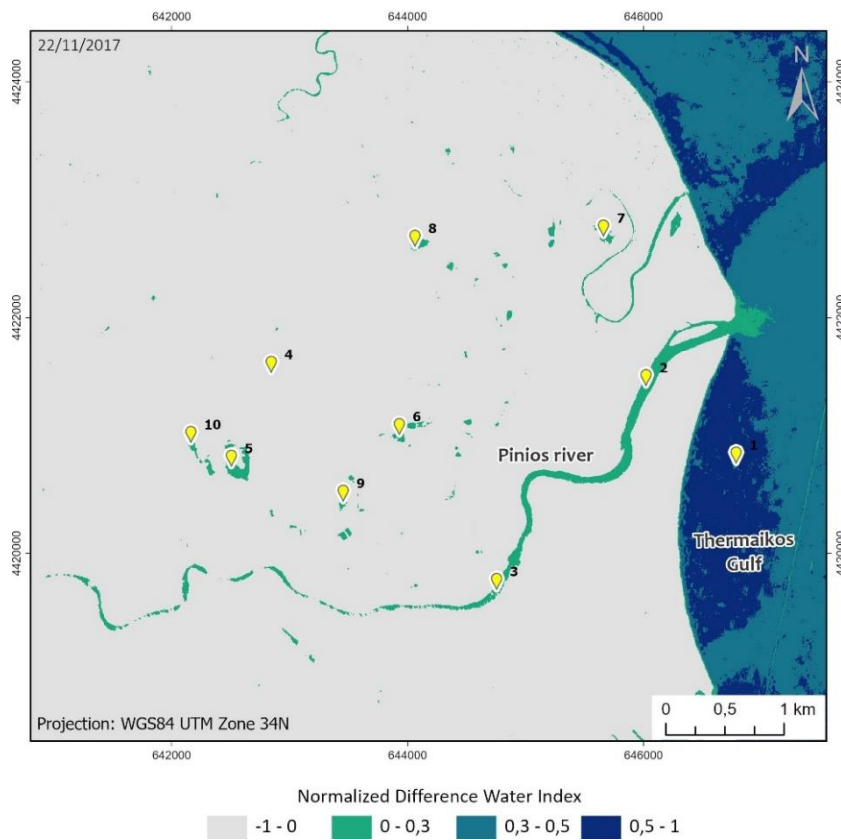 642000 644000 646000
22/11/2017
N
4424000 4424000
7
8
4422000 4422000
4
2
10
6
5
Pinios river
1
9
Thermaikos
Gulf
4420000 4420000
3
0 0,5 1 km
Projection: WGS84 UTM Zone 34N
642000 644000 646000
Normalized Difference Water Index
-1 - 0 0 - 0,3 0,3 - 0,5 0,5 - 1